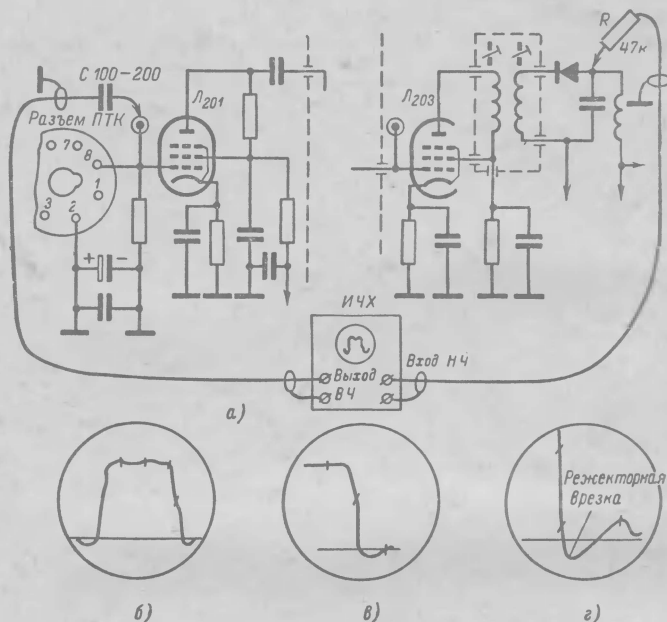 С 100-200
Разъем ПТК
7
8
1
2
3
+ -
Л201
Л203
R
47к
ИЧХ
Выход
ВЧ
Вход НЧ
а)
Режекторная
врезка
б)
в)
г)